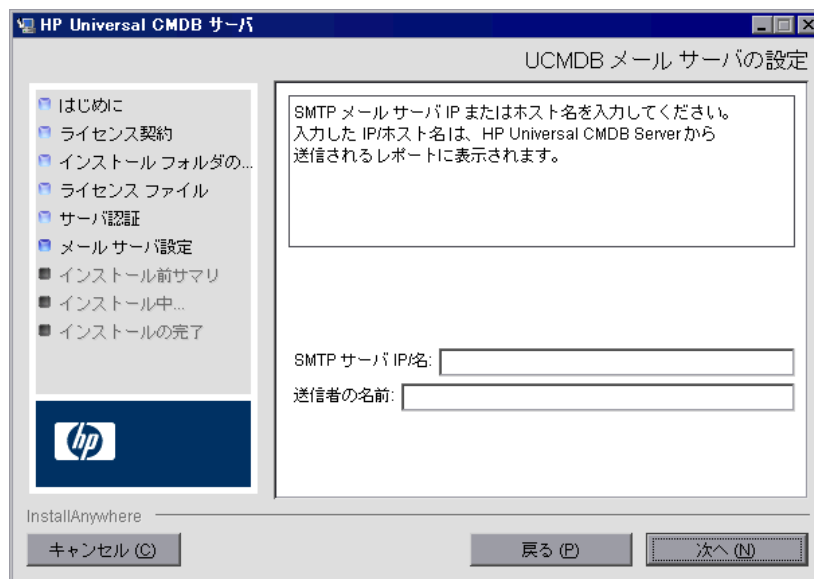 HP Universal CMDB サーバ
UCMDB メール サーバの設定
はじめに
ライセンス契約
インストール フォルダの...
ライセンス ファイル
サーバ認証
メール サーバ設定
インストール前サマリ
インストール中...
インストールの完了
SMTP メール サーバ IP またはホスト名を入力してください。
入力した IP/ホスト名は、HP Universal CMDB Serverから
送信されるレポートに表示されます。
SMTP サーバ IP/名:
送信者の名前:
hp
InstallAnywhere
キャンセル (C)
戻る (P)
次へ (N)